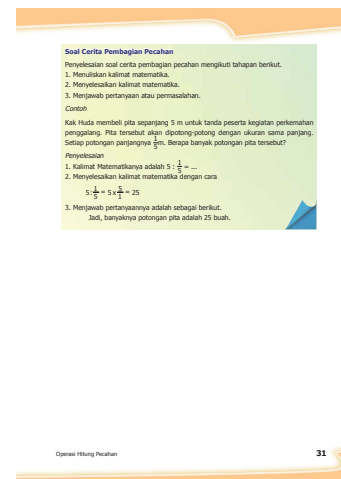 Soal Cerita Pembagian Pecahan
Penyelesaian soal cerita pembagian pecahan mengikuti tahapan berikut.
1. Menuliskan kalimat matematika.
2. Menyelesaikan kalimat matematika.
3. Menjawab pertanyaan atau permasalahan.
Contoh
Kak Huda membeli pita sepanjang 5 m untuk tanda peserta kegiatan perkemahan
penggalang. Pita tersebut akan dipotong-potong dengan ukuran sama panjang.
Setiap potongan panjangnya 1/5 m. Berapa banyak potongan pita tersebut?
Penyelesaian
1. Kalimat Matematikanya adalah 5 : 1/5 = ...
2. Menyelesaikan kalimat matematika dengan cara
5 : 1/5 = 5 x 5/1 = 25
3. Menjawab pertanyaannya adalah sebagai berikut.
Jadi, banyaknya potongan pita adalah 25 buah.
Operasi Hitung Pecahan
31